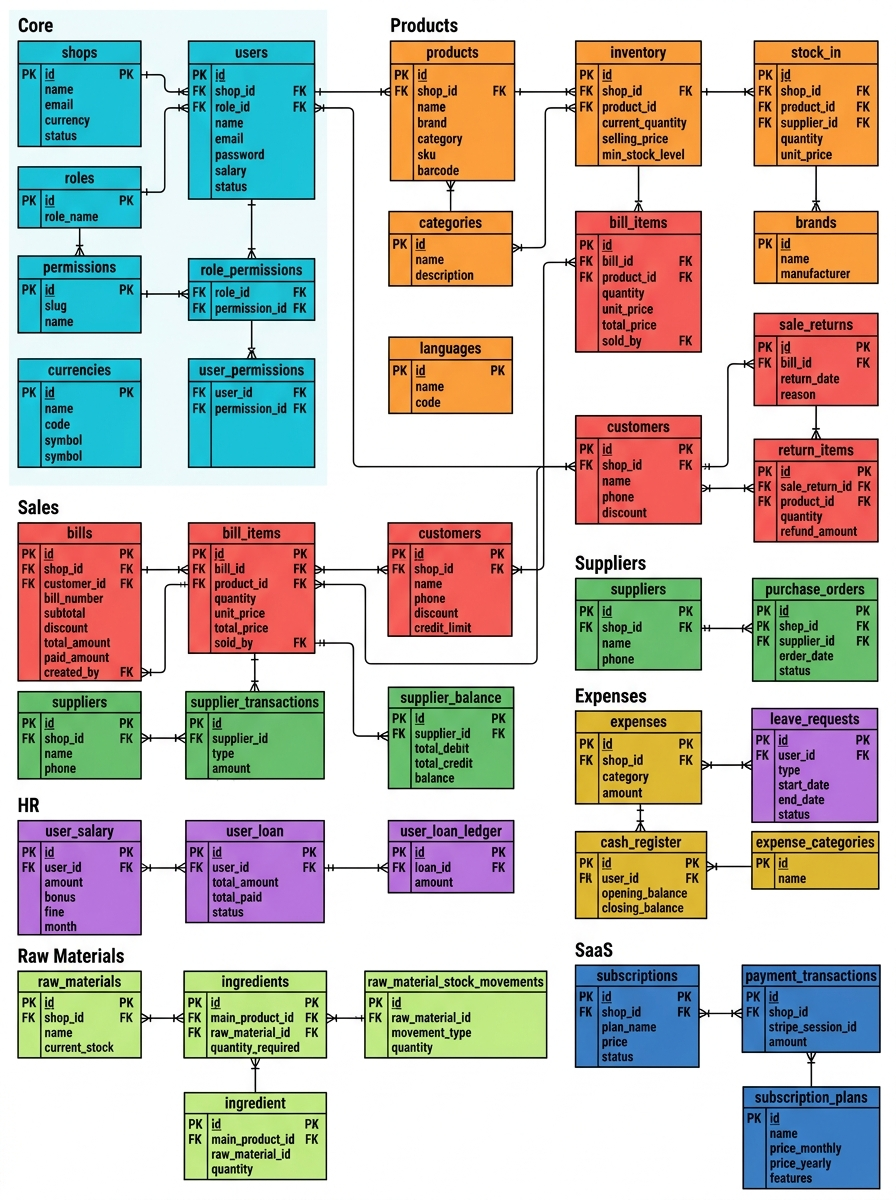 Core
shops
PK id PK
name
email
currency
status
users
PK id
FK shop_id FK
FK role_id FK
name
email
password
salary
status
roles
PK id PK
role_name
permissions
PK id PK
slug
name
role_permissions
FK role_id FK
FK permission_id FK
currencies
id PK
name
code
symbol
symbol
user_permissions
FK user_id FK
FK permission_id FK
Products
products
PK id
FK shop_id FK
name
brand
category
sku
barcode
inventory
PK id
FK shop_id FK
FK product_id
current_quantity
selling_price
min_stock_level
stock_in
PK id
FK shop_id FK
FK product_id FK
FK supplier_id FK
quantity
unit_price
categories
PK id
name
description
bill_items
PK id
FK bill_id FK
FK product_id FK
quantity
unit_price
total_price
sold_by FK
brands
PK id
name
manufacturer
languages
PK id PK
name
code
sale_returns
PK id PK
FK bill_id FK
return_date
reason
customers
PK id PK
FK shop_id FK
name
phone
discount
return_items
PK id PK
FK sale_return_id FK
FK product_id FK
quantity
refund_amount
Sales
bills
PK id PK
FK shop_id FK
FK customer_id FK
bill_number
subtotal
discount
total_amount
paid_amount
created_by FK
bill_items
PK id PK
FK bill_id FK
FK product_id FK
quantity
unit_price
total_price
sold_by FK
customers
PK id PK
FK shop_id FK
name
phone
discount
credit_limit
Suppliers
suppliers
PK id PK
FK shop_id FK
name
phone
purchase_orders
PK id PK
PK shep_id FK
FK supplier_id FK
erder_date
status
suppliers
PK id PK
FK shop_id FK
name
phone
supplier_transactions
PK id PK
FK supplier_id FK
type
amount
supplier_balance
PK id PK
FK supplier_id FK
total_debit
total_credit
balance
Expenses
expenses
PK id PK
FK shop_id FK
category
amount
leave_requests
PK id PK
FK user_id FK
type
start_date
end_date
status
cash_register
PK id PK
FK user_id FK
opening_balance
closing_balance
expense_categories
PK id
name
HR
user_salary
PK id PK
FK user_id FK
amount
bonus
fine
month
user_loan
PK id PK
FK user_id FK
total_amount
total_paid
status
user_loan_ledger
PK id PK
FK loan_id FK
amount
Raw Materials
raw_materials
PK id PK
FK shop_id FK
name
current_stock
ingredients
PK id PK
FK main_product_id FK
FK raw_material_id FK
quantity_required
raw_material_stock_movements
PK id
FK raw_material_id
movement_type
quantity
ingredient
PK id PK
FK main_product_id FK
raw_material_id
quantity
SaaS
subscriptions
PK id PK
FK shop_id FK
plan_name
price
status
payment_transactions
PK id PK
FK shop_id
stripe_session_id
amount
subscription_plans
PK id
name
price_monthly
price_yearly
features